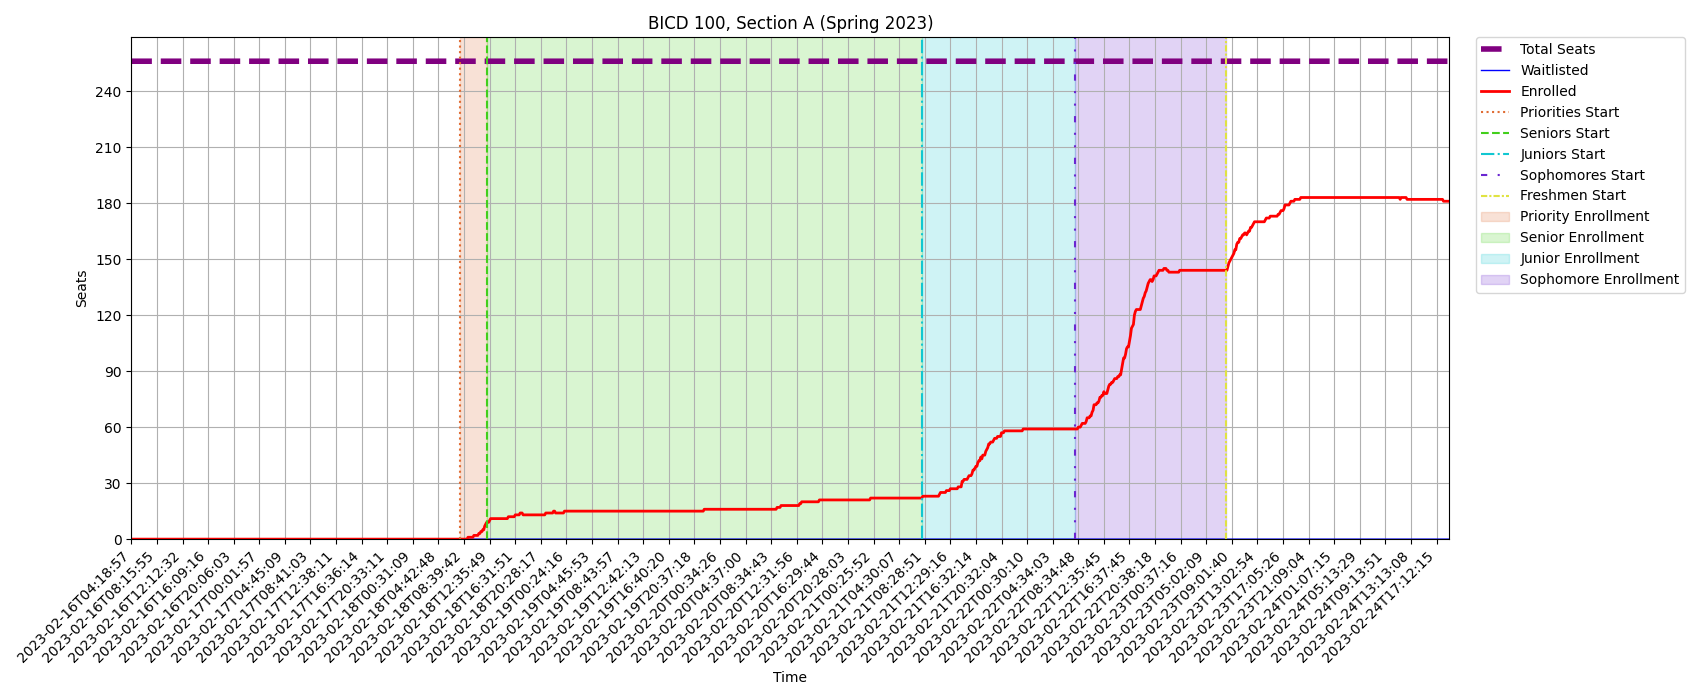 BICD 100, Section A (Spring 2023)
Seats
240
210
180
150
120
90
60
30
0
2023-02-16T04:18:57
2023-02-16T08:15:55
2023-02-16T12:12:32
2023-02-16T16:09:16
2023-02-16T20:06:03
2023-02-17T00:01:57
2023-02-17T04:45:09
2023-02-17T08:41:03
2023-02-17T12:38:11
2023-02-17T16:36:14
2023-02-17T20:33:11
2023-02-18T00:31:09
2023-02-18T04:42:48
2023-02-18T08:39:42
2023-02-18T12:35:49
2023-02-18T16:31:51
2023-02-18T20:28:17
2023-02-19T00:24:16
2023-02-19T04:45:53
2023-02-19T08:43:57
2023-02-19T12:42:13
2023-02-19T16:40:20
2023-02-19T20:37:18
2023-02-20T00:34:26
2023-02-20T04:37:00
2023-02-20T08:34:43
2023-02-20T12:31:56
2023-02-20T16:29:44
2023-02-20T20:28:03
2023-02-21T00:25:52
2023-02-21T04:30:07
2023-02-21T08:28:51
2023-02-21T12:29:16
2023-02-21T16:32:14
2023-02-21T20:32:04
2023-02-22T00:30:10
2023-02-22T04:34:03
2023-02-22T08:34:48
2023-02-22T12:35:45
2023-02-22T16:37:45
2023-02-22T20:38:18
2023-02-23T00:37:16
2023-02-23T05:02:09
2023-02-23T09:01:40
2023-02-23T13:02:54
2023-02-23T17:05:26
2023-02-23T21:09:04
2023-02-24T01:07:15
2023-02-24T05:13:29
2023-02-24T09:13:51
2023-02-24T13:13:08
2023-02-24T17:12:15
Time
Total Seats
Waitlisted
Enrolled
Priorities Start
Seniors Start
Juniors Start
Sophomores Start
Freshmen Start
Priority Enrollment
Senior Enrollment
Junior Enrollment
Sophomore Enrollment